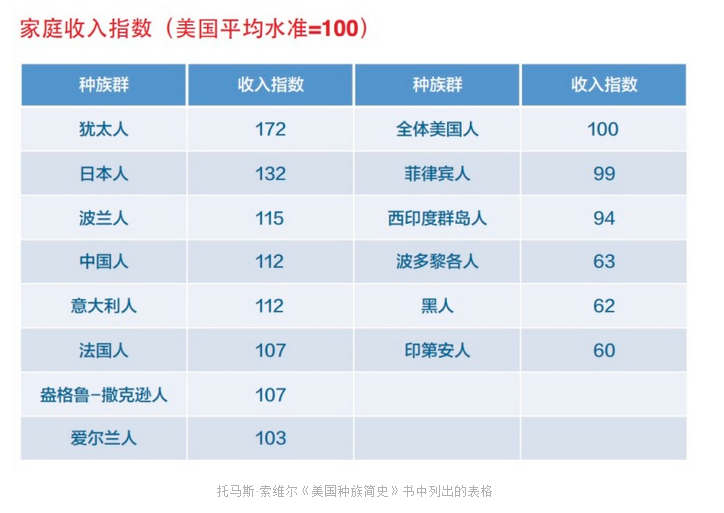 家庭收入指数（美国平均水准=100）
种族群 收入指数 种族群 收入指数
犹太人 172 全体美国人 100
日本人 132 菲律宾人 99
波兰人 115 西印度群岛人 94
中国人 112 波多黎各人 63
意大利人 112 黑人 62
法国人 107 印第安人 60
盎格鲁-撒克逊人 107
爱尔兰人 103
托马斯·索维尔《美国种族简史》书中列出的表格